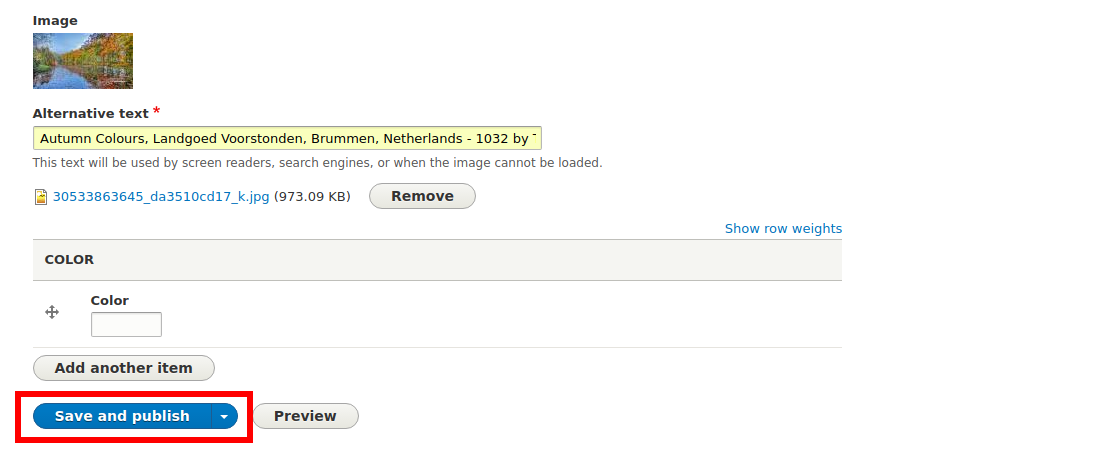 Image
Alternative text *
Autumn Colours, Landgoed Voorstonden, Brummen, Netherlands - 1032 by
This text will be used by screen readers, search engines, or when the image cannot be loaded.
30533863645_da3510cd17_k.jpg (973.09 KB) Remove
Show row weights
COLOR
Color
Add another item
Save and publish Preview